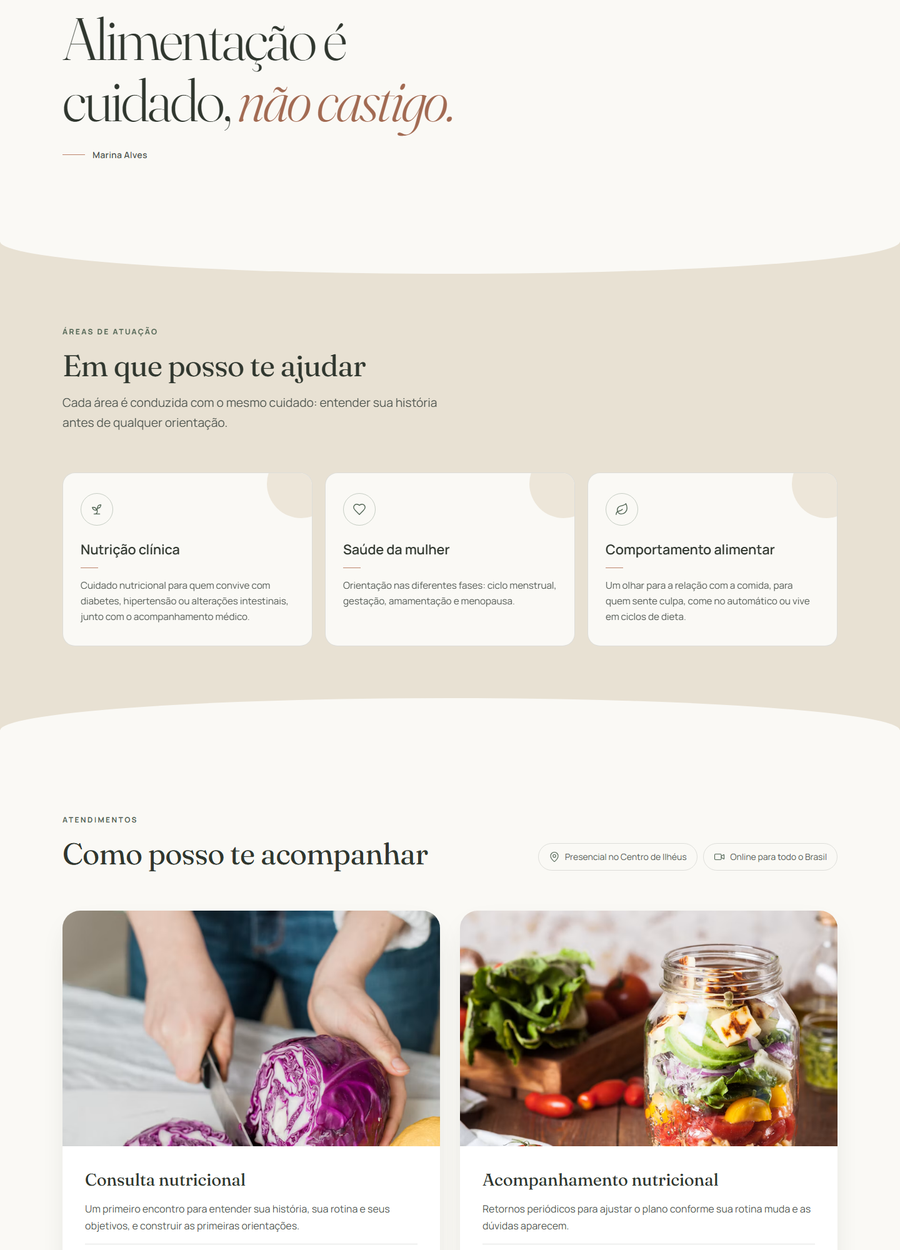 Alimentação é
cuidado, não castigo.
Marina Alves
ÁREAS DE ATUAÇÃO
Em que posso te ajudar
Cada área é conduzida com o mesmo cuidado: entender sua história
antes de qualquer orientação.
Nutrição clínica
Cuidado nutricional para quem convive com
diabetes, hipertensão ou alterações intestinais,
junto com o acompanhamento médico.
Saúde da mulher
Orientação nas diferentes fases: ciclo menstrual,
gestação, amamentação e menopausa.
Comportamento alimentar
Um olhar para a relação com a comida, para
quem sente culpa, come no automático ou vive
em ciclos de dieta.
ATENDIMENTOS
Como posso te acompanhar
Presencial no Centro de Ilhéus
Online para todo o Brasil
Consulta nutricional
Um primeiro encontro para entender sua história, sua rotina e seus
objetivos, e construir as primeiras orientações.
Acompanhamento nutricional
Retornos periódicos para ajustar o plano conforme sua rotina muda e as
dúvidas aparecem.